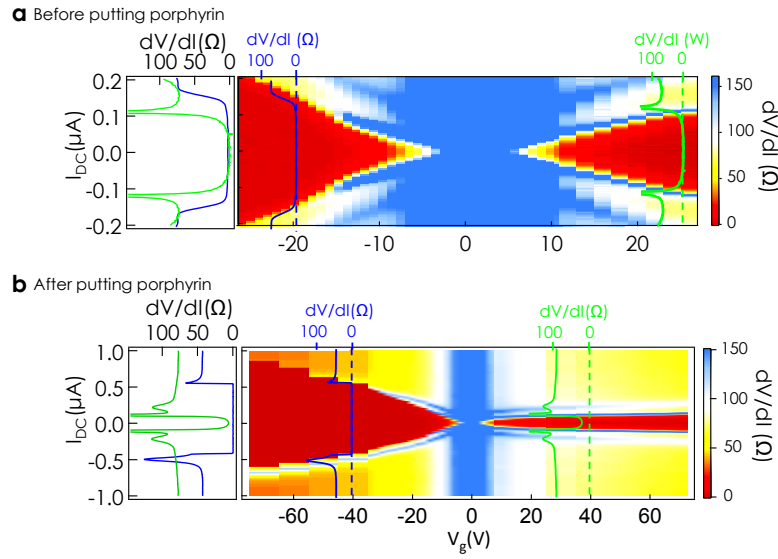 a Before putting porphyrin
dV/dI(Ω)
100 50 0
dV/dI (Ω)
100 0
dV/dI (W)
100 0
0.2
0.1
0.0
-0.1
-0.2
I_DC(μA)
-20 -10 0 10 20
150
100
50
0
dV/dI (Ω)
b After putting porphyrin
dV/dI(Ω)
100 50 0
dV/dI(Ω)
100 0
dV/dI(Ω)
100 0
1.0
0.5
0.0
-0.5
-1.0
I_DC(μA)
-60 -40 -20 0 20 40 60
V_g(V)
150
100
50
0
dV/dI (Ω)